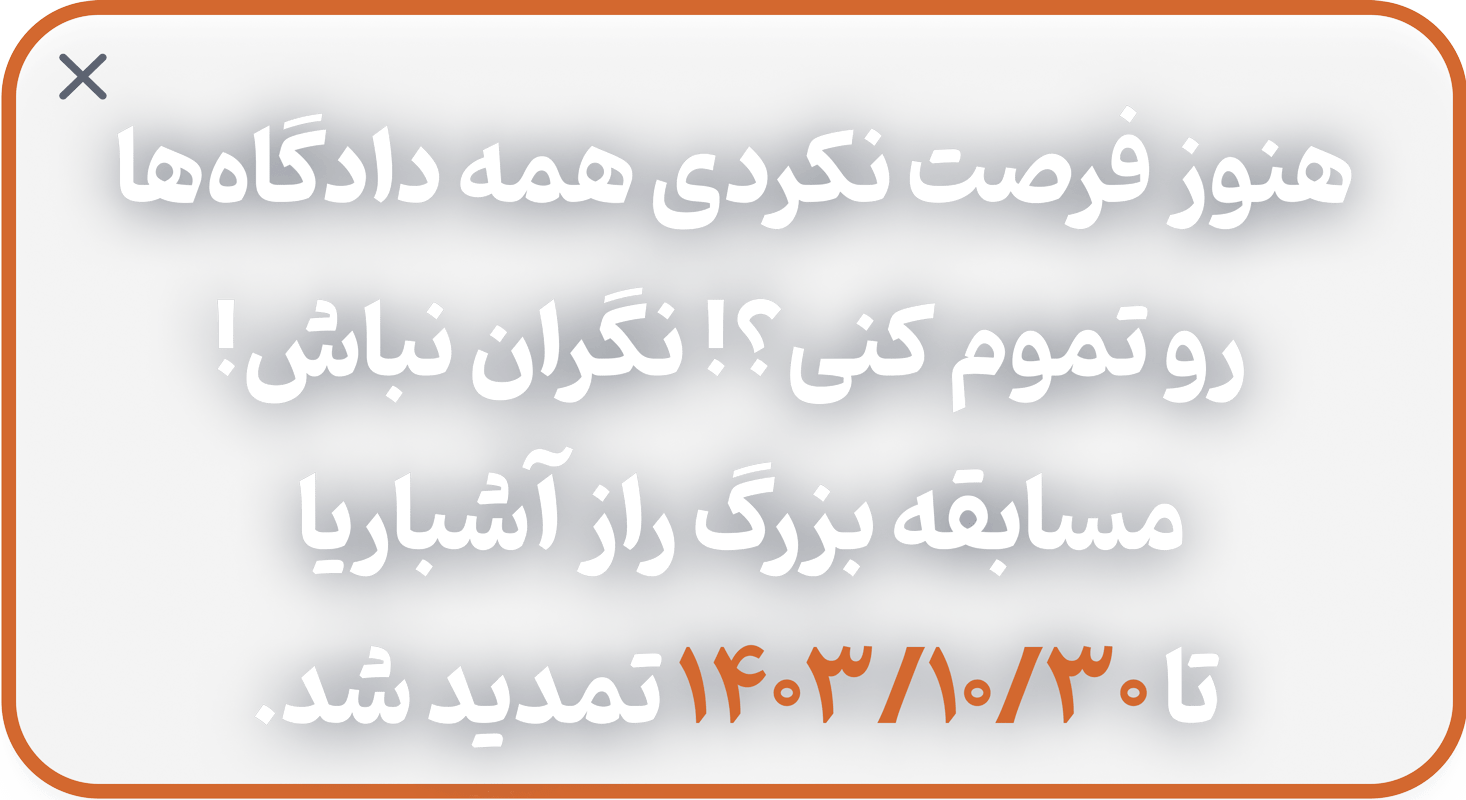 هنوز فرصت نکردی همه دادگاه‌ها
رو تموم کنی؟! نگران نباش!
مسابقه بزرگ راز آشباریا
تا ۱۴۰۳/۱۰/۳۰ تمدید شد.